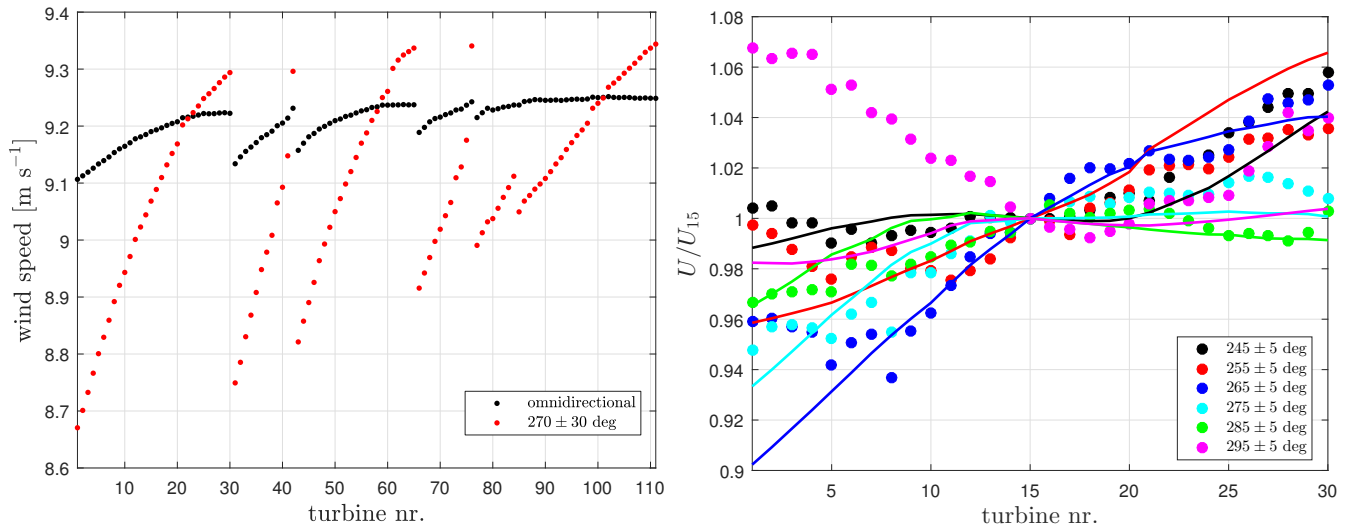 9.4
9.3
9.2
9.1
9
8.9
8.8
8.7
8.6
wind speed [m s⁻¹]
10 20 30 40 50 60 70 80 90 100 110
turbine nr.
omnidirectional
270 ± 30 deg
1.08
1.06
1.04
1.02
1
0.98
0.96
0.94
0.92
0.9
U/U₁₅
5 10 15 20 25 30
turbine nr.
245 ± 5 deg
255 ± 5 deg
265 ± 5 deg
275 ± 5 deg
285 ± 5 deg
295 ± 5 deg